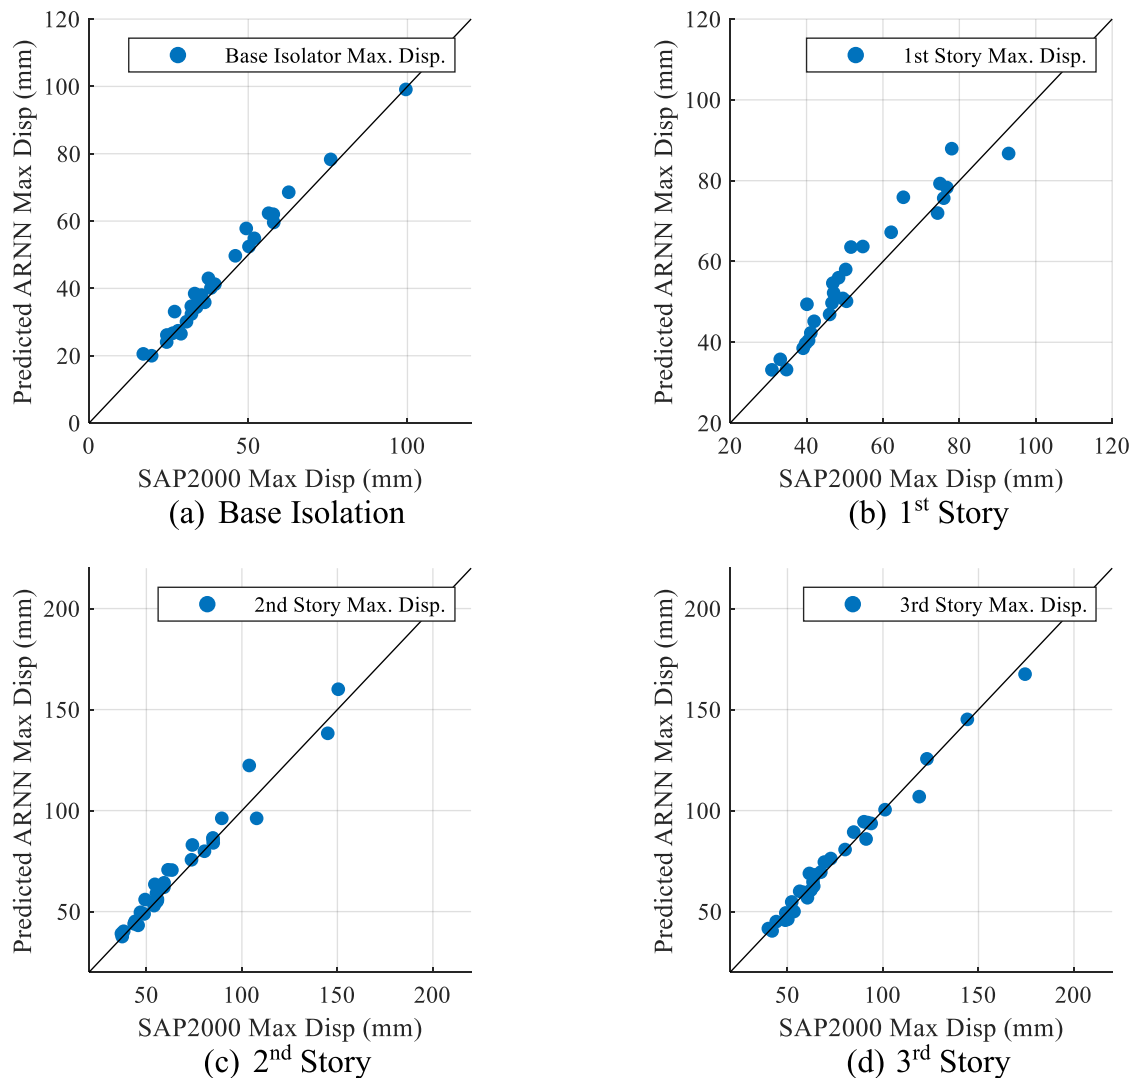 120
100
80
60
40
20
0
0 50 100
Predicted ARNN Max Disp (mm)
Base Isolator Max. Disp.
SAP2000 Max Disp (mm)
(a) Base Isolation
120
100
80
60
40
20
20 40 60 80 100 120
Predicted ARNN Max Disp (mm)
1st Story Max. Disp.
SAP2000 Max Disp (mm)
(b) 1st Story
200
150
100
50
50 100 150 200
Predicted ARNN Max Disp (mm)
2nd Story Max. Disp.
SAP2000 Max Disp (mm)
(c) 2nd Story
200
150
100
50
50 100 150 200
Predicted ARNN Max Disp (mm)
3rd Story Max. Disp.
SAP2000 Max Disp (mm)
(d) 3rd Story